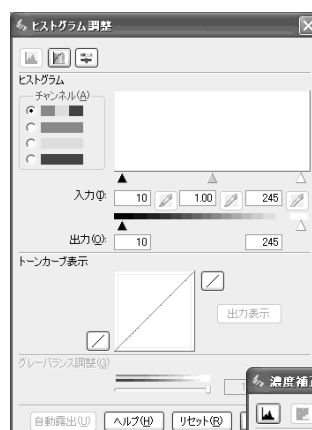 ヒストグラム調整
ヒストグラム
チャンネル(A)
入力(I): 10 1.00 245
出力(O): 10 245
トーンカーブ表示
出力表示
グレーバランス調整(G)
自動露出(U) ヘルプ(H) リセット(R)
濃度補正